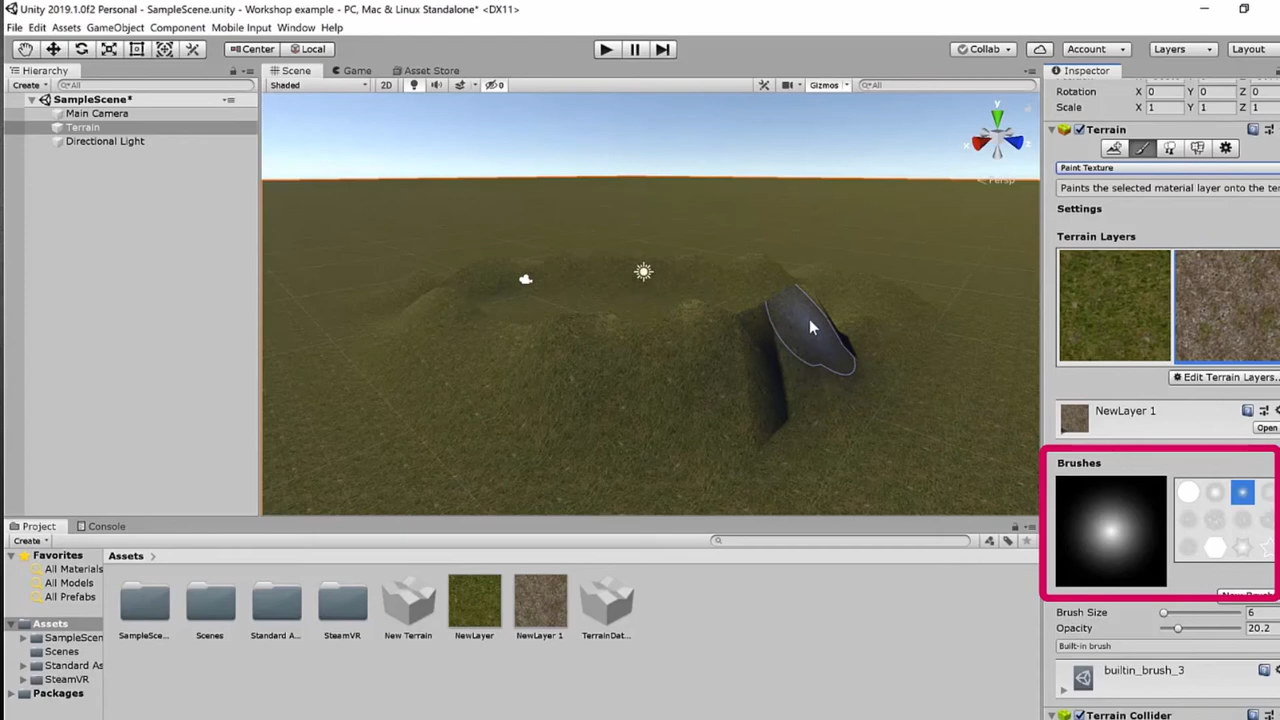 Unity 2019.1.0f2 Personal - SampleScene.unity - Workshop example - PC, Mac & Linux Standalone* <DX11>
File Edit Assets GameObject Component Mobile Input Window Help
Center Local Collab Account Layers Layout
Hierarchy Scene Game Asset Store Inspector
Create All Shaded 2D 0 Gizmos All
SampleScene*
Main Camera
Terrain
Directional Light
y
x
z
Persp
Rotation X 0 Y 0 Z 0
Scale X 1 Y 1 Z 1
Terrain
Paint Texture
Paints the selected material layer onto the te
Settings
Terrain Layers
Edit Terrain Layers...
NewLayer 1
Open
Brushes
Brush Size 6
Opacity 20.2
Built-in brush
builtin_brush_3
Terrain Collider
Project Console
Create
Favorites
All Materials
All Models
All Prefabs
Assets
SampleScen
Scenes
Standard As
SteamVR
Packages
Assets
SampleSce... Scenes Standard A... SteamVR New Terrain NewLayer NewLayer 1 TerrainDat...